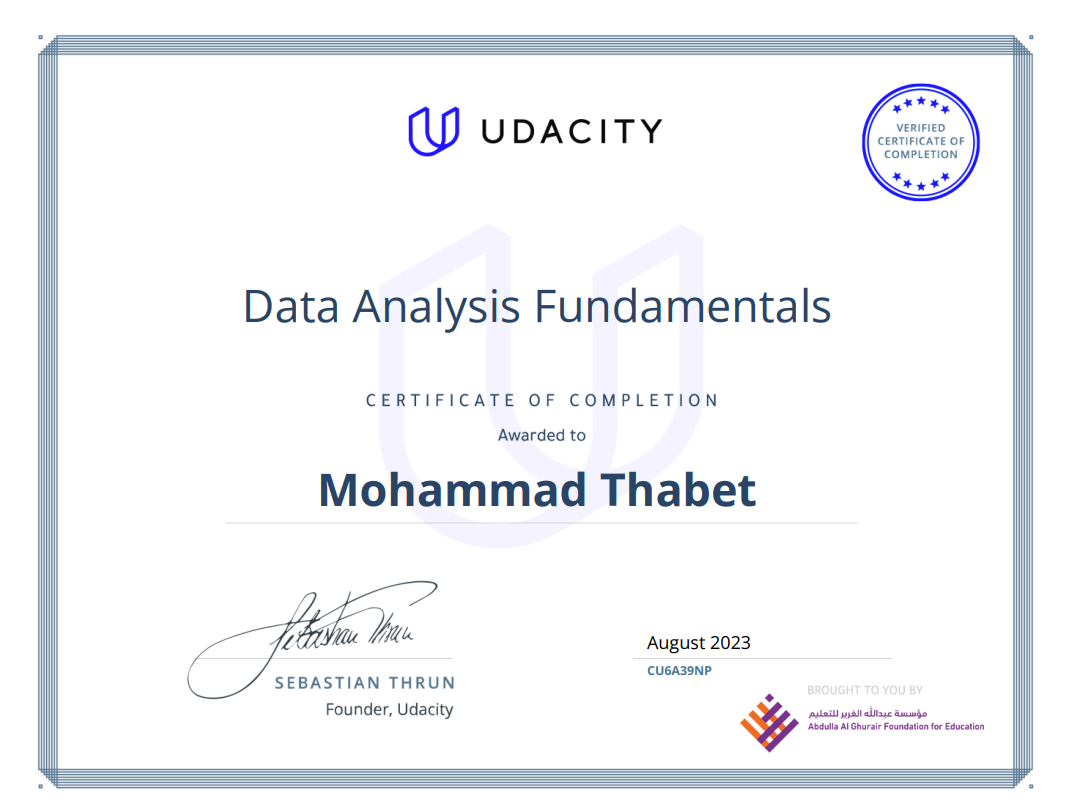 UDACITY
VERIFIED
CERTIFICATE OF
COMPLETION
Data Analysis Fundamentals
CERTIFICATE OF COMPLETION
Awarded to
Mohammad Thabet
Sebastian Thrun
SEBASTIAN THRUN
Founder, Udacity
August 2023
CU6A39NP
BROUGHT TO YOU BY
مؤسسة عبدالله الغرير للتعليم
Abdulla Al Ghurair Foundation for Education